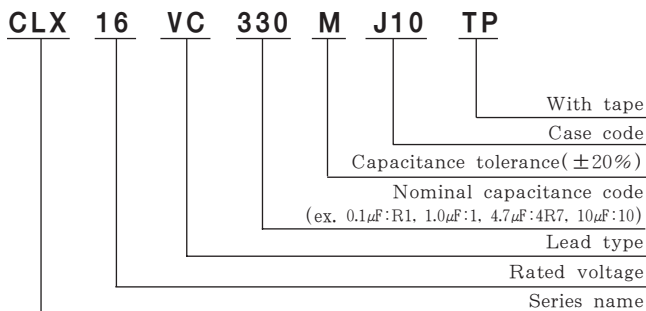 CLX 16 VC 330 M J10 TP
With tape
Case code
Capacitance tolerance(±20%)
Nominal capacitance code
(ex. 0.1μF:R1, 1.0μF:1, 4.7μF:4R7, 10μF:10)
Lead type
Rated voltage
Series name